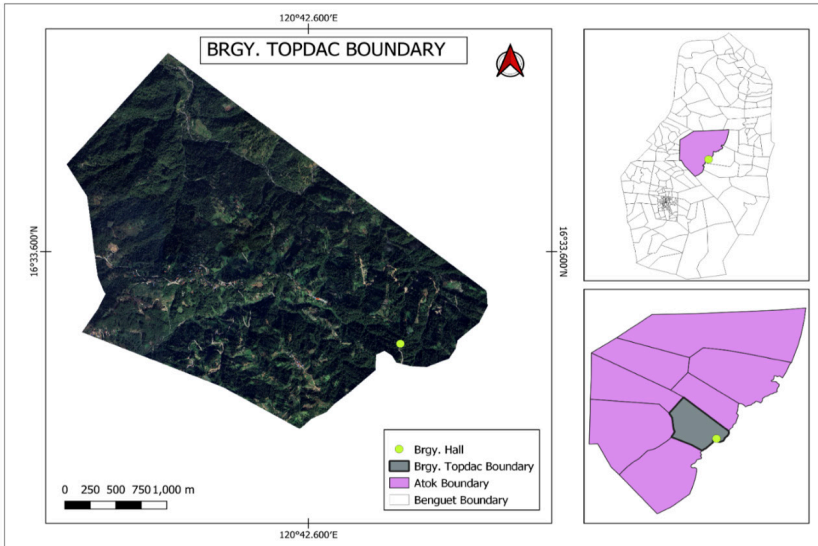 120°42.600'E
BRGY. TOPDAC BOUNDARY
16°33.600'N
16°33.600'N
Brgy. Hall
Brgy. Topdac Boundary
Atok Boundary
Benguet Boundary
0 250 500 750 1,000 m
120°42.600'E